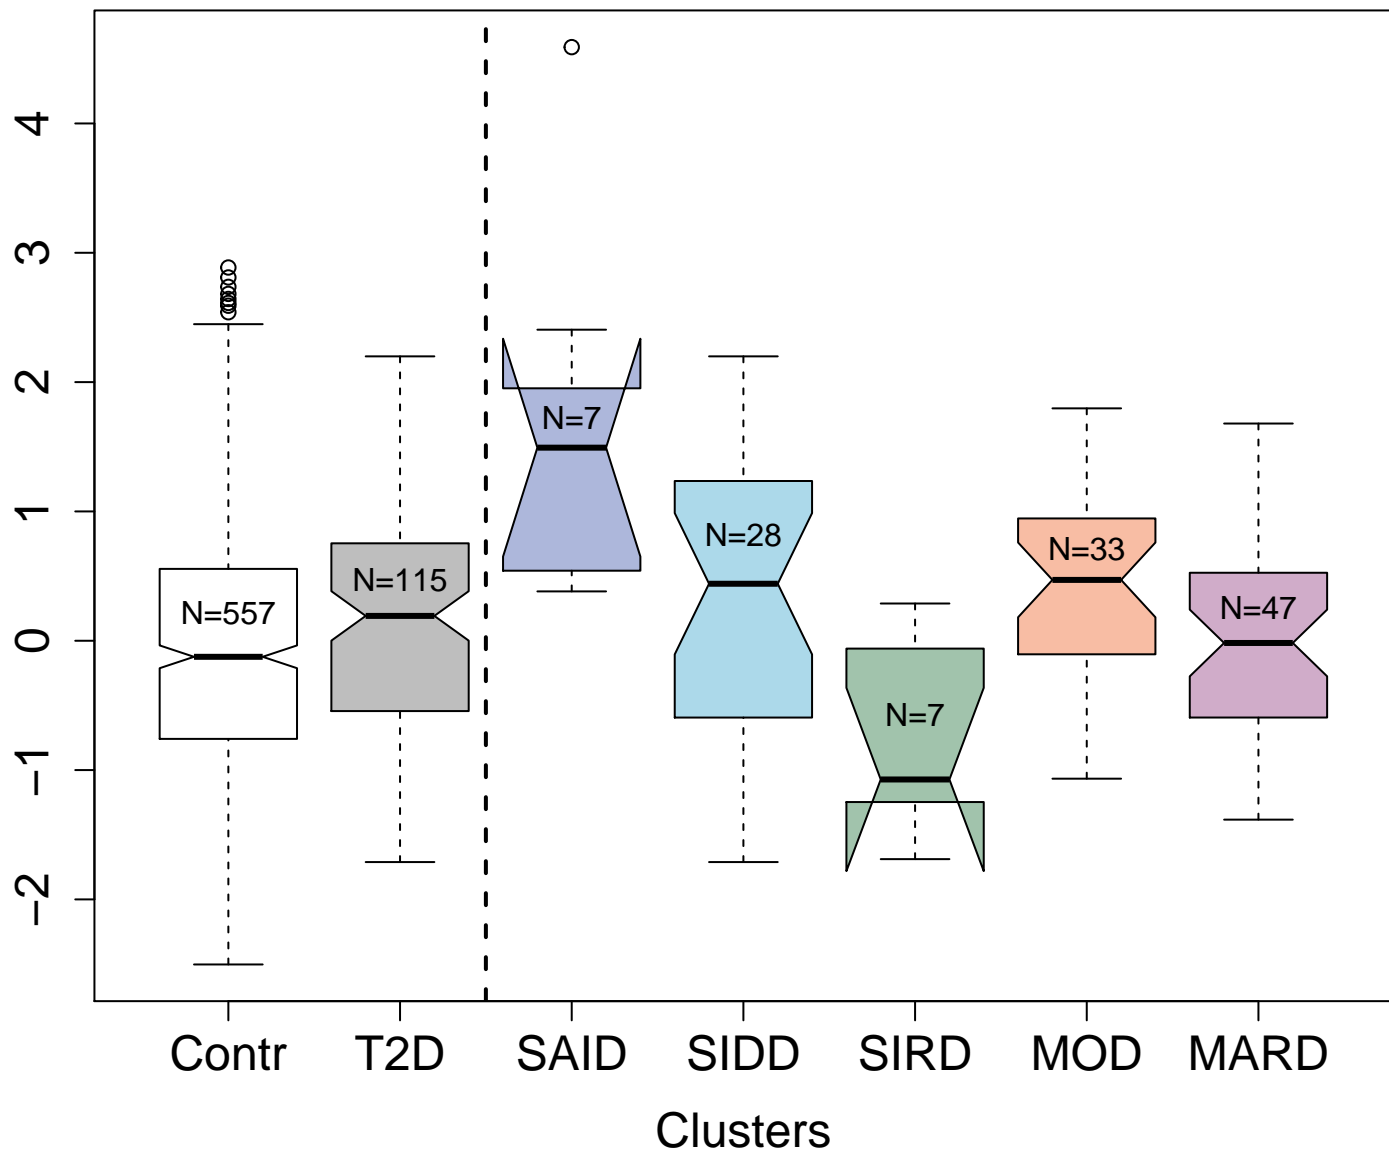 4
3
2
1
0
−1
−2
N=557
N=115
N=7
N=28
N=7
N=33
N=47
Contr T2D SAID SIDD SIRD MOD MARD
Clusters